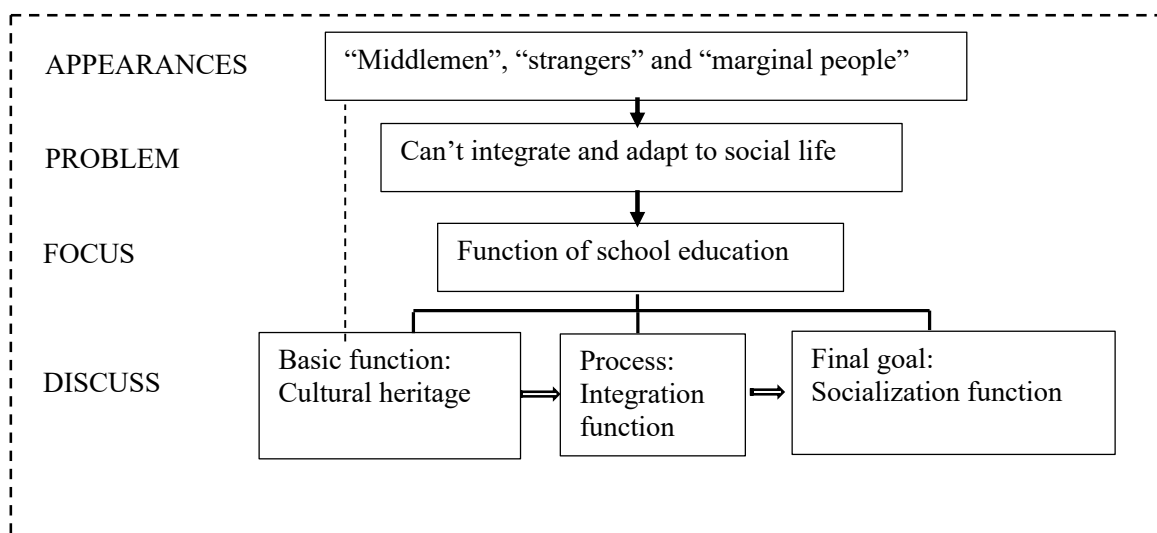 APPEARANCES
“Middlemen”, “strangers” and “marginal people”
PROBLEM
Can’t integrate and adapt to social life
FOCUS
Function of school education
DISCUSS
Basic function:
Cultural heritage
Process:
Integration
function
Final goal:
Socialization function